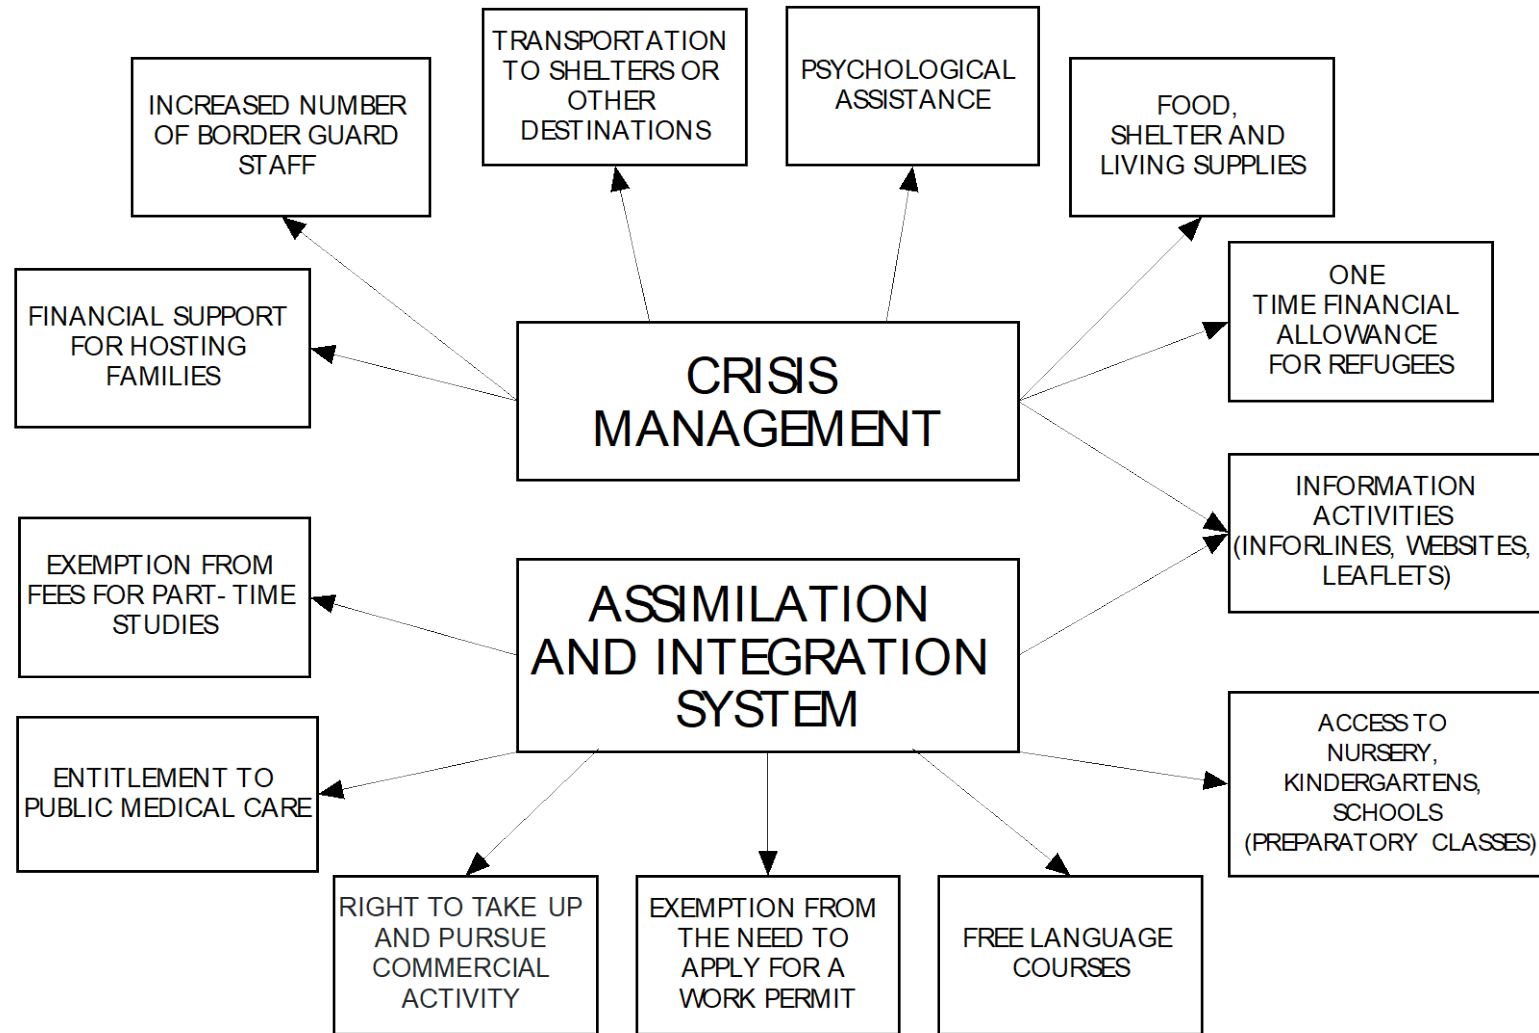 TRANSPORTATION
TO SHELTERS OR
OTHER
DESTINATIONS
PSYCHOLOGICAL
ASSISTANCE
INCREASED NUMBER
OF BORDER GUARD
STAFF
FOOD,
SHELTER AND
LIVING SUPPLIES
FINANCIAL SUPPORT
FOR HOSTING
FAMILIES
ONE
TIME FINANCIAL
ALLOWANCE
FOR REFUGEES
CRISIS
MANAGEMENT
INFORMATION
ACTIVITIES
(INFORLINES, WEBSITES,
LEAFLETS)
EXEMPTION FROM
FEES FOR PART- TIME
STUDIES
ASSIMILATION
AND INTEGRATION
SYSTEM
ENTITLEMENT TO
PUBLIC MEDICAL CARE
ACCESS TO
NURSERY,
KINDERGARTENS,
SCHOOLS
(PREPARATORY CLASSES)
RIGHT TO TAKE UP
AND PURSUE
COMMERCIAL
ACTIVITY
EXEMPTION FROM
THE NEED TO
APPLY FOR A
WORK PERMIT
FREE LANGUAGE
COURSES